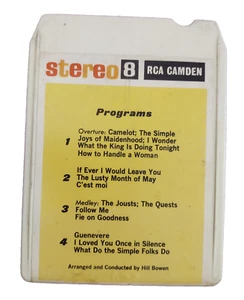 stereo 8 RCA CAMDEN
Programs
Overture: Camelot; The Simple
1 Joys of Maidenhood; I Wonder
What the King Is Doing Tonight
How to Handle a Woman
If Ever I Would Leave You
2 The Lusty Month of May
C'est moi
Medley: The Jousts; The Quests
3 Follow Me
Fie on Goodness
Guenevere
4 I Loved You Once in Silence
What Do the Simple Folks Do
Arranged and Conducted by Hill Bowen